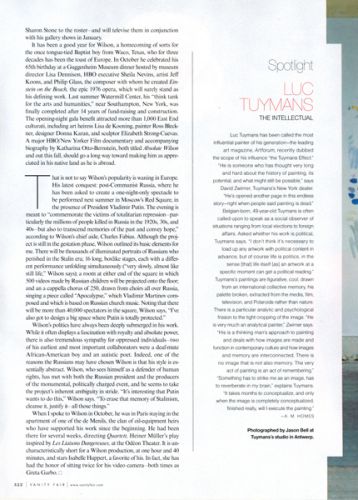 Sharon Stone to the roster–and will televise them in conjunction
with his gallery shows in January.
It has been a good year for Wilson, a homecoming of sorts for
the once tongue-tied Baptist boy from Waco, Texas, who for three
decades has been the toast of Europe. In October he celebrated his
65th birthday at a Guggenheim Museum dinner hosted by museum
director Lisa Dennison, HBO executive Sheila Nevins, artist Jeff
Koons, and Philip Glass, the composer with whom he created Ein-
stein on the Beach, the epic 1976 opera, which will surely stand as
his defining work. Last summer Watermill Center, his "think tank
for the arts and humanities," near Southampton, New York, was
finally completed after 14 years of fund-raising and construction.
The opening-night gala benefit attracted more than 1,000 East End
culturati, including art heiress Lisa de Kooning, painter Ross Bleck-
ner, designer Donna Karan, and sculptor Elizabeth Strong-Cuevas.
A major HBO/New Yorker Film documentary and accompanying
biography by Katharina Otto-Bernstein, both titled Absolute Wilson
and out this fall, should go a long way toward making him as appre-
ciated in his native land as he is abroad.
That is not to say Wilson's popularity is waning in Europe.
His latest conquest: post-Communist Russia, where he
has been asked to create a one-night-only spectacle to
be performed next summer in Moscow's Red Square, in
the presence of President Vladimir Putin. The evening is
meant to "commemorate the victims of totalitarian repression–par-
ticularly the millions of people killed in Russia in the 1920s, 30s, and
40s–but also to transcend memories of the past and convey hope,"
according to Wilson's chief aide, Charles Fabius. Although the proj-
ect is still in the gestation phase, Wilson outlined its basic elements for
me. There will be thousands of illuminated portraits of Russians who
perished in the Stalin era; 16 long, boxlike stages, each with a differ-
ent performance unfolding simultaneously ("very slowly, almost like
still life," Wilson says); a room at either end of the square in which
500 videos made by Russian children will be projected onto the floor;
and an a cappella chorus of 250, drawn from choirs all over Russia,
singing a piece called "Apocalypse," which Vladimir Martinov com-
posed and which is based on Russian church music. Noting that there
will be more than 40,000 spectators in the square, Wilson says, "I've
also got to design a big space where Putin is totally protected."
Wilson's politics have always been deeply submerged in his work.
While it often displays a fascination with royalty and absolute power,
there is also tremendous sympathy for oppressed individuals–two
of his earliest and most important collaborators were a deaf-mute
African-American boy and an autistic poet. Indeed, one of the
reasons the Russians may have chosen Wilson is that his style is es-
sentially abstract. Wilson, who sees himself as a defender of human
rights, has met with both the Russian president and the producers
of the monumental, politically charged event, and he seems to take
the project's inherent ambiguity in stride. "It's interesting that Putin
wants to do this," Wilson says. "To erase that memory of Stalinism,
cleanse it, justify it–all those things."
When I spoke to Wilson in October, he was in Paris staying in the
apartment of one of the de Menils, the clan of oil-equipment heirs
who have supported his work since the beginning. He had been
there for several weeks, directing Quartett, Heiner Müller's play
inspired by Les Liaisons Dangereuses, at the Odéon Theater. It is un-
characteristically short for a Wilson production, at one hour and 40
minutes, and stars Isabelle Huppert, a favorite of his. In fact, she has
had the honor of sitting twice for his video camera–both times as
Greta Garbo. □
VANITY FAIR
www.vanityfair.com
Spotlight
LUC
TUYMANS
THE INTELLECTUAL
Luc Tuymans has been called the most
influential painter of his generation–the leading
art magazine, Artforum, recently dubbed
the scope of his influence "the Tuymans Effect."
"He is someone who has thought very long
and hard about the history of painting, its
potential, and what might still be possible," says
David Zwirner, Tuymans's New York dealer.
"He's opened another page in this endless
story–right when people said painting is dead."
Belgian-born, 48-year-old Tuymans is often
called upon to speak as a social observer of
situations ranging from local elections to foreign
affairs. Asked whether his work is political,
Tuymans says, "I don't think it's necessary to
load up any artwork with political content in
advance, but of course life is politics. in the
sense [that] life itself [as] an artwork at a
specific moment can get a political meaning."
Tuymans's paintings are figurative, cool, drawn
from an international collective memory, his
palette broken, extracted from the media, film,
television, and Polaroids rather than nature.
There is a particular analytic and psychological
frisson to the tight cropping of the image. "He
is very much an analytical painter," Zwirner says.
"His is a thinking man's approach to painting
and deals with how images are made and
function in contemporary culture and how images
and memory are interconnected. There is
no image that is not also memory. The very
act of painting is an act of remembering."
"Something has to strike me as an image, has
to reverberate in my brain," explains Tuymans.
"It takes months to conceptualize, and only
when the image is completely conceptualized,
finished really, will I execute the painting."
–A. M. HOMES
Photographed by Jason Bell at
Tuymans's studio in Antwerp.